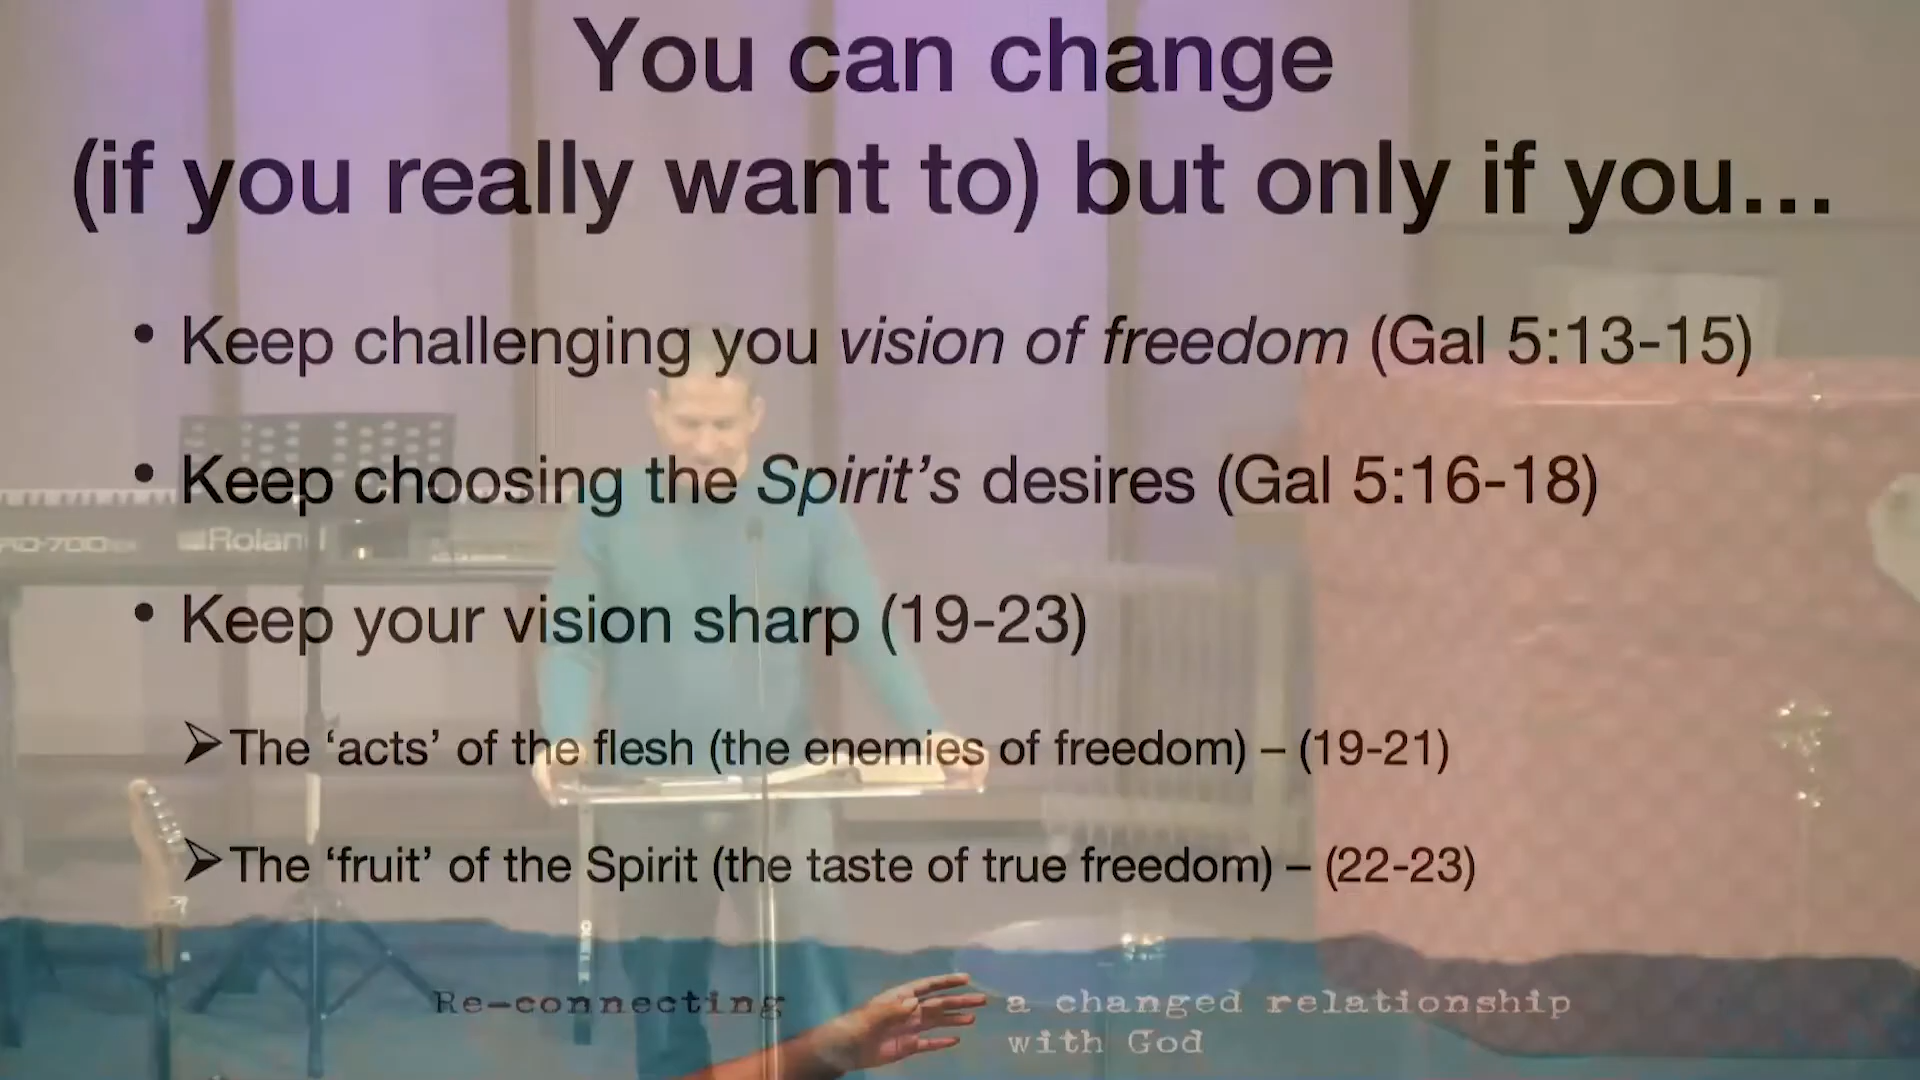 You can change
(if you really want to) but only if you...
• Keep challenging you vision of freedom (Gal 5:13-15)
• Keep choosing the Spirit’s desires (Gal 5:16-18)
• Keep your vision sharp (19-23)
Roland
➢ The ‘acts’ of the flesh (the enemies of freedom) – (19-21)
➢ The ‘fruit’ of the Spirit (the taste of true freedom) – (22-23)
Re-connecting
a changed relationship
with God